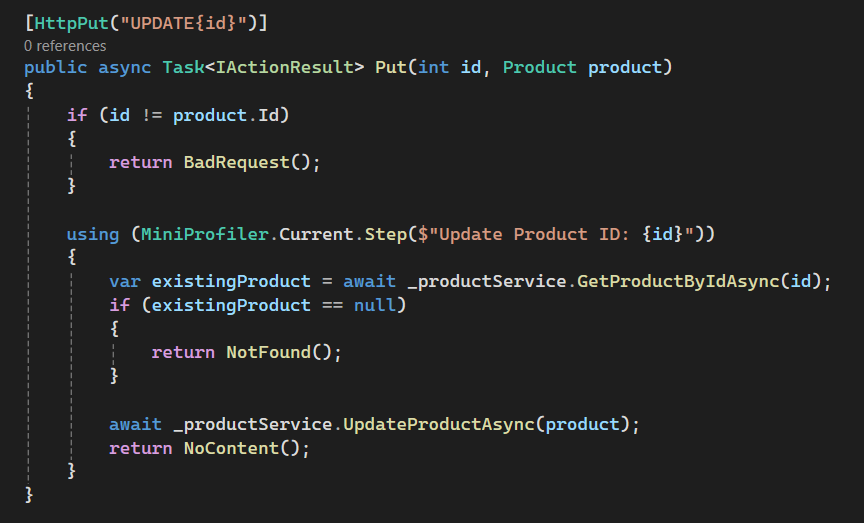 [HttpPut("UPDATE{id}")]
0 references
public async Task<IActionResult> Put(int id, Product product)
{
    if (id != product.Id)
    {
        return BadRequest();
    }

    using (MiniProfiler.Current.Step($"Update Product ID: {id}"))
    {
        var existingProduct = await _productService.GetProductByIdAsync(id);
        if (existingProduct == null)
        {
            return NotFound();
        }

        await _productService.UpdateProductAsync(product);
        return NoContent();
    }
}